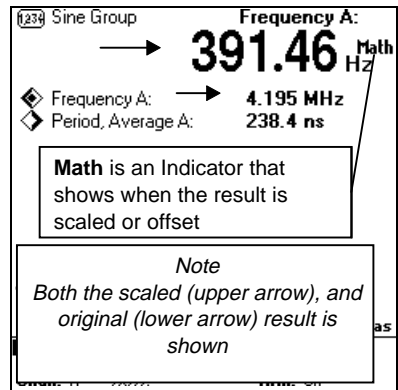 1,234 Sine Group Frequency A:
391.46 Hz Math
Frequency A: 4.195 MHz
Period, Average A: 238.4 ns
Math is an Indicator that
shows when the result is
scaled or offset
Note
Both the scaled (upper arrow), and
original (lower arrow) result is
shown